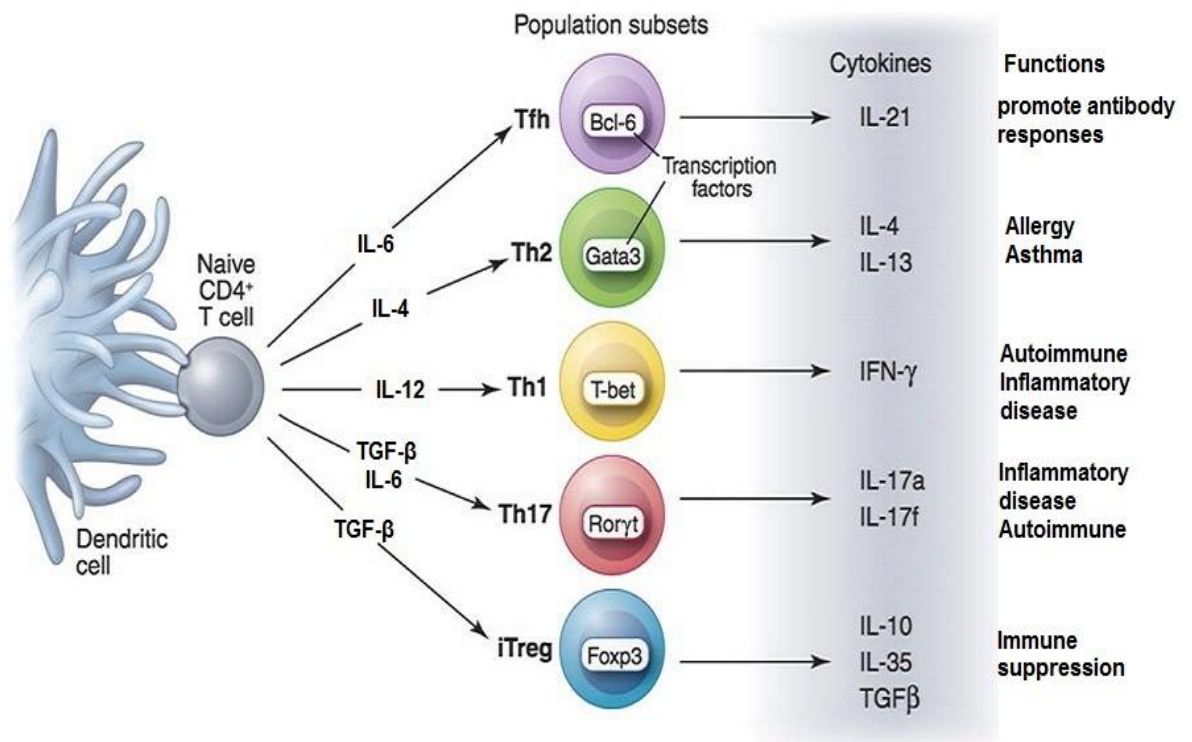 Population subsets
Cytokines
Functions
Tfh
Bcl-6
IL-21
promote antibody
responses
Transcription
factors
IL-6
Th2
Gata3
IL-4
IL-13
Allergy
Asthma
Naive
CD4⁺
T cell
IL-4
IL-12
Th1
T-bet
IFN-γ
Autoimmune
Inflammatory
disease
TGF-β
IL-6
Th17
Rorγt
IL-17a
IL-17f
Inflammatory
disease
Autoimmune
TGF-β
Dendritic
cell
iTreg
Foxp3
IL-10
IL-35
TGFβ
Immune
suppression